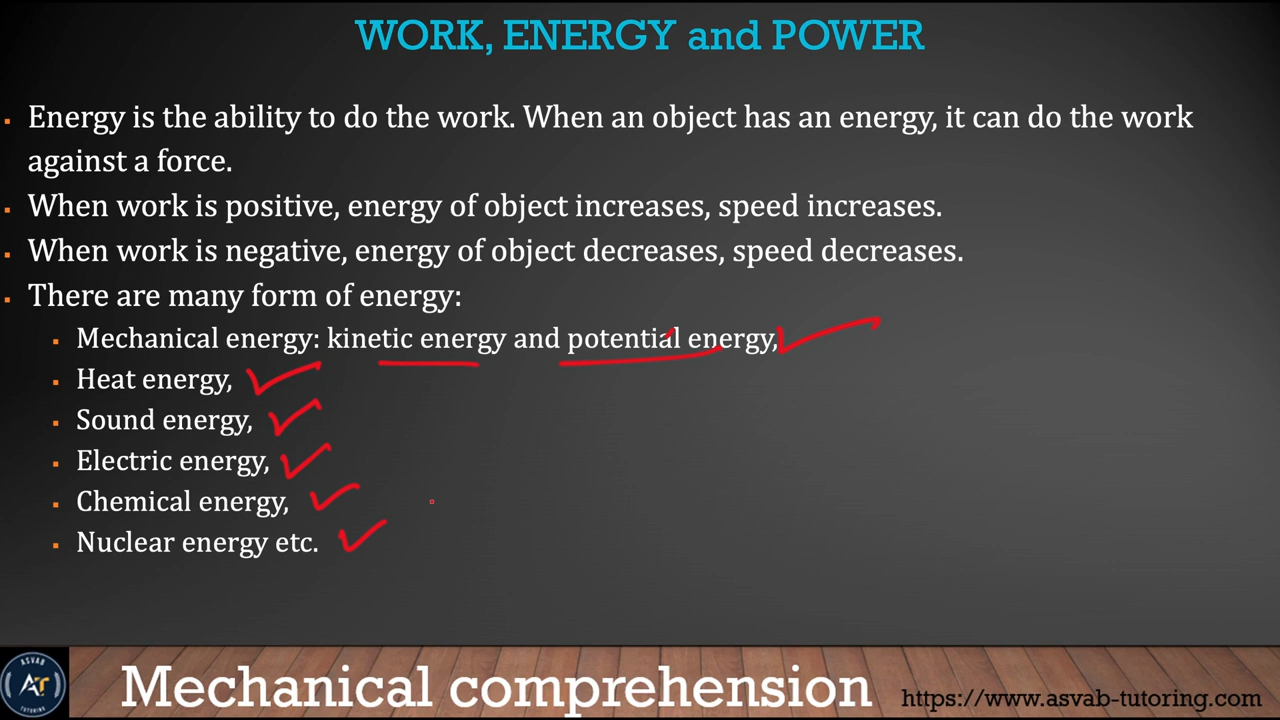 WORK, ENERGY and POWER
▪ Energy is the ability to do the work. When an object has an energy, it can do the work
against a force.
▪ When work is positive, energy of object increases, speed increases.
▪ When work is negative, energy of object decreases, speed decreases.
▪ There are many form of energy:
▪ Mechanical energy: kinetic energy and potential energy,
▪ Heat energy,
▪ Sound energy,
▪ Electric energy,
▪ Chemical energy,
▪ Nuclear energy etc.
ASVAB
AT
TUTORING
Mechanical comprehension
https://www.asvab-tutoring.com